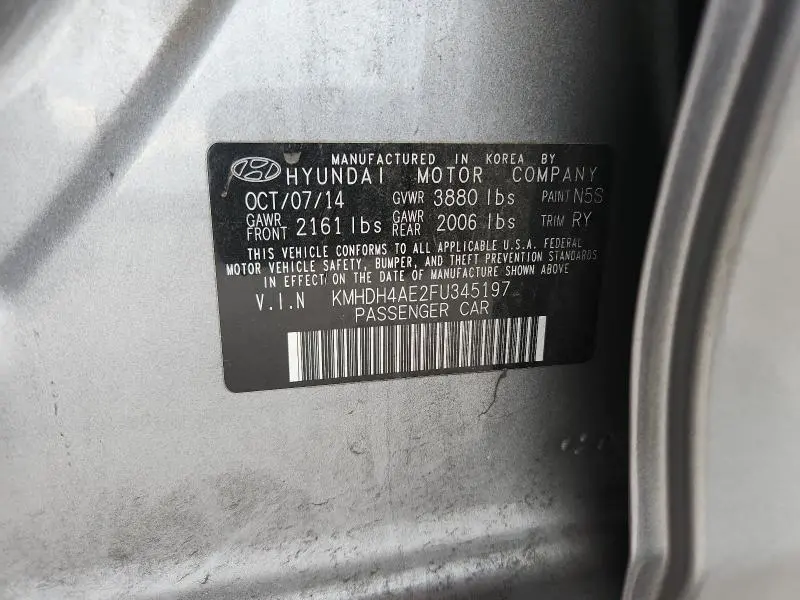 MANUFACTURED IN KOREA BY
HYUNDAI MOTOR COMPANY
OCT/07/14 GVWR 3880 lbs PAINT N5S
GAWR FRONT 2161 lbs GAWR REAR 2006 lbs TRIM RY
THIS VEHICLE CONFORMS TO ALL APPLICABLE U.S.A. FEDERAL
MOTOR VEHICLE SAFETY, BUMPER, AND THEFT PREVENTION STANDARDS
IN EFFECT ON THE DATE OF MANUFACTURE SHOWN ABOVE
V.I.N KMHDH4AE2FU345197
PASSENGER CAR